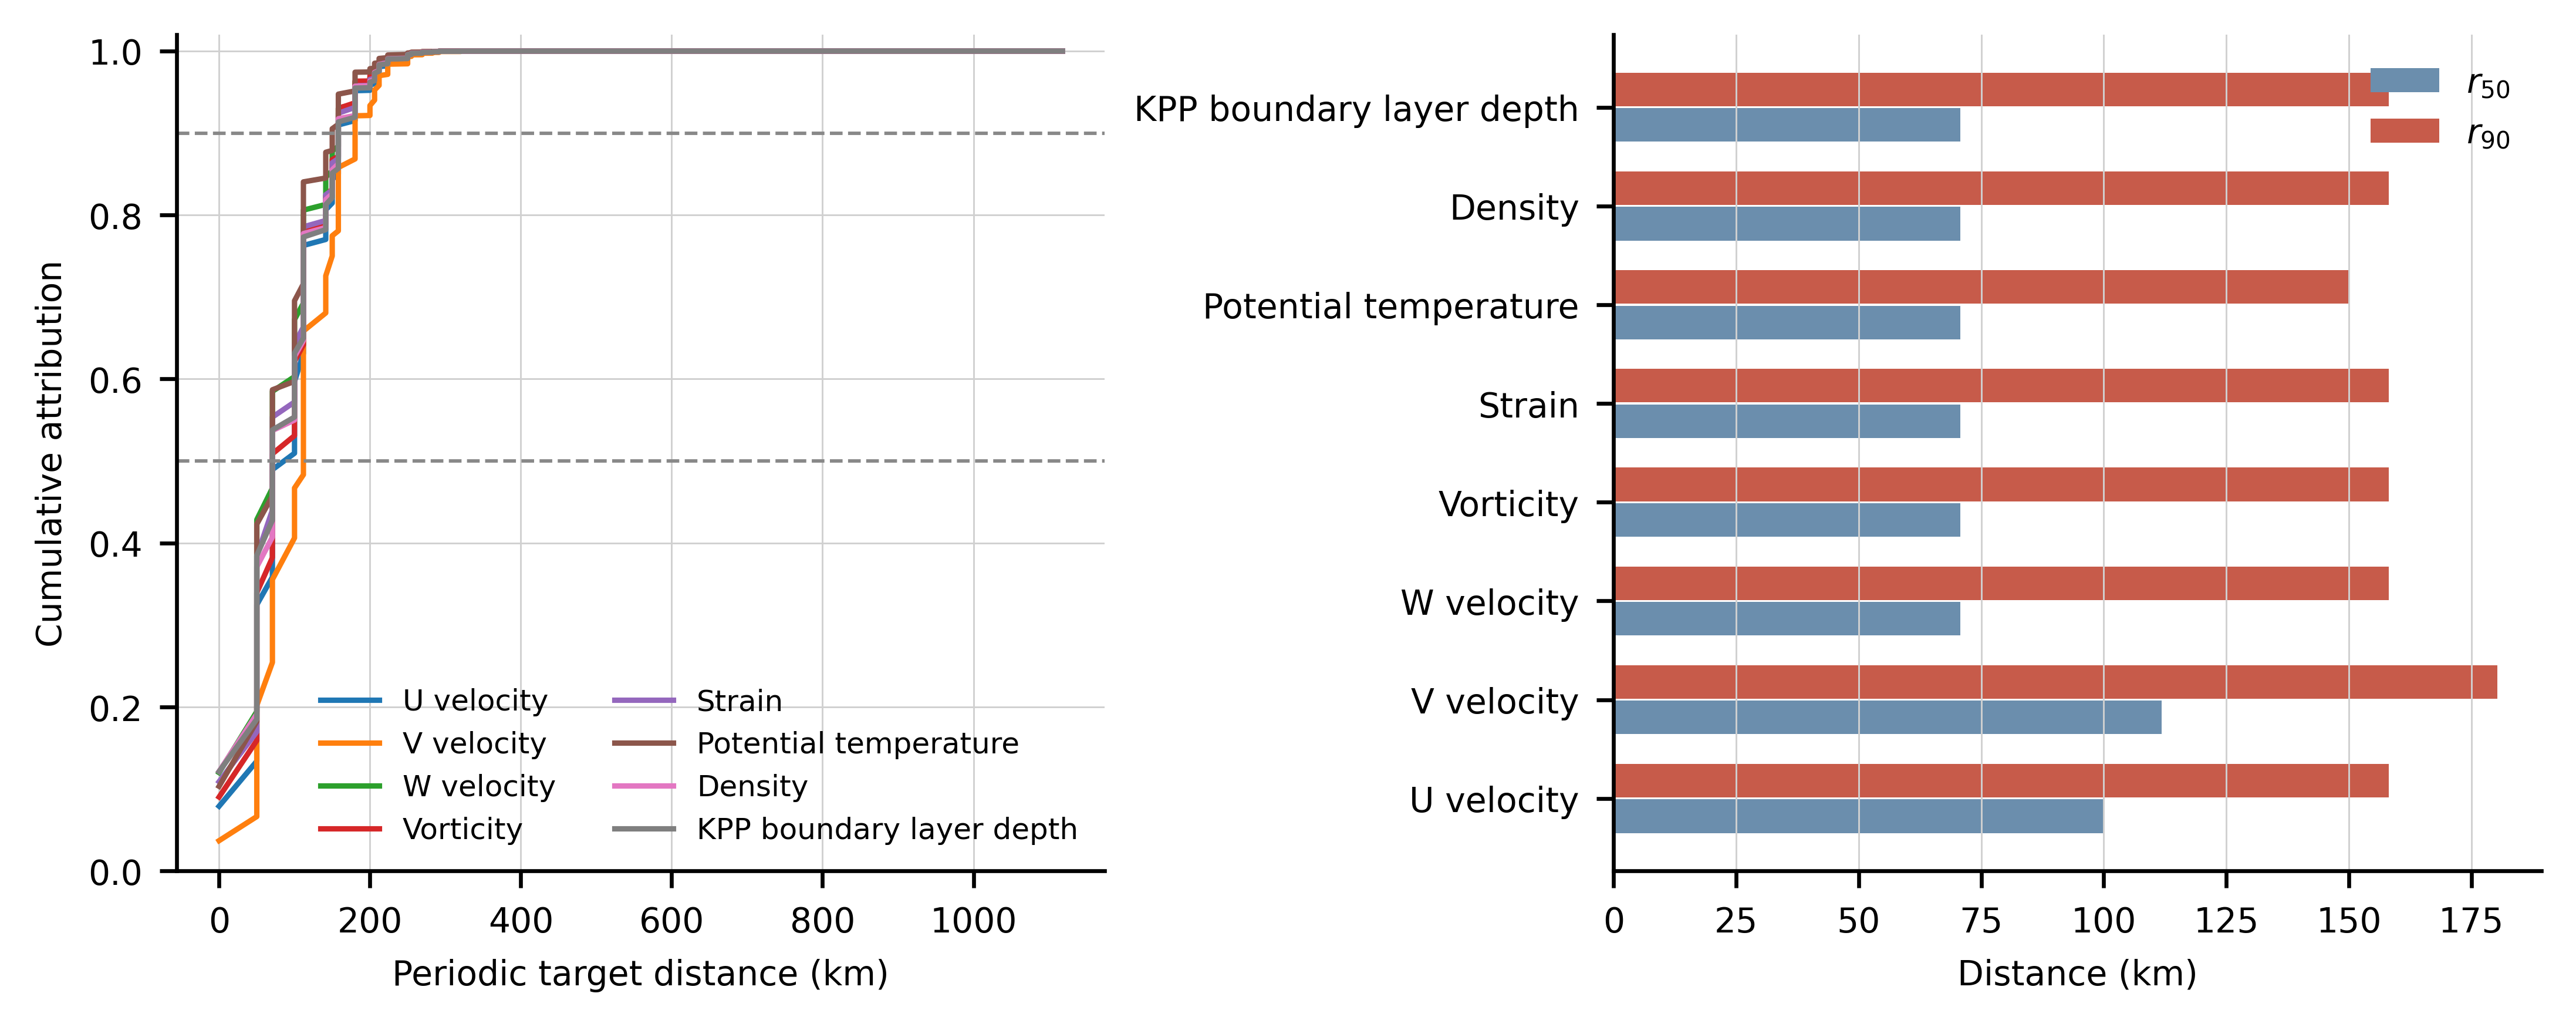 1.0
0.8
0.6
0.4
0.2
0.0
Cumulative attribution
U velocity
V velocity
W velocity
Vorticity
Strain
Potential temperature
Density
KPP boundary layer depth
0 200 400 600 800 1000
Periodic target distance (km)
KPP boundary layer depth
Density
Potential temperature
Strain
Vorticity
W velocity
V velocity
U velocity
r50
r90
0 25 50 75 100 125 150 175
Distance (km)